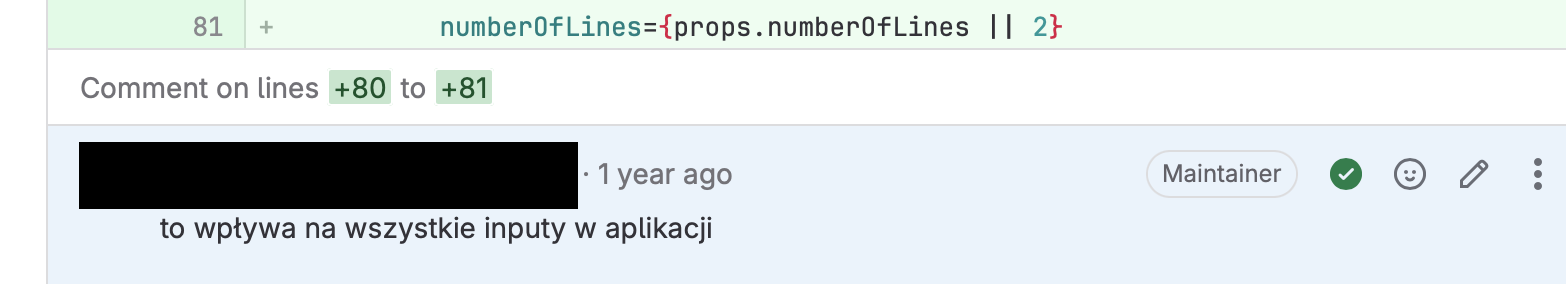 81 + numberOfLines={props.numberOfLines || 2}
Comment on lines +80 to +81
· 1 year ago Maintainer
to wpływa na wszystkie inputy w aplikacji